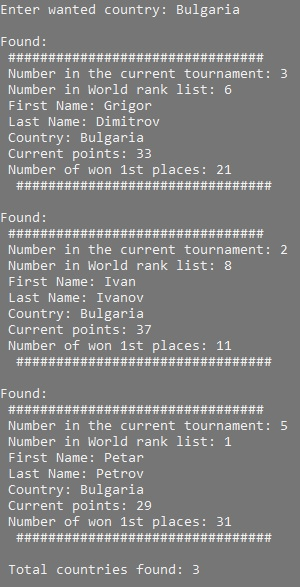 Enter wanted country: Bulgaria
Found:
################################
Number in the current tournament: 3
Number in World rank list: 6
First Name: Grigor
Last Name: Dimitrov
Country: Bulgaria
Current points: 33
Number of won 1st places: 21
################################
Found:
################################
Number in the current tournament: 2
Number in World rank list: 8
First Name: Ivan
Last Name: Ivanov
Country: Bulgaria
Current points: 37
Number of won 1st places: 11
################################
Found:
################################
Number in the current tournament: 5
Number in World rank list: 1
First Name: Petar
Last Name: Petrov
Country: Bulgaria
Current points: 29
Number of won 1st places: 31
################################
Total countries found: 3